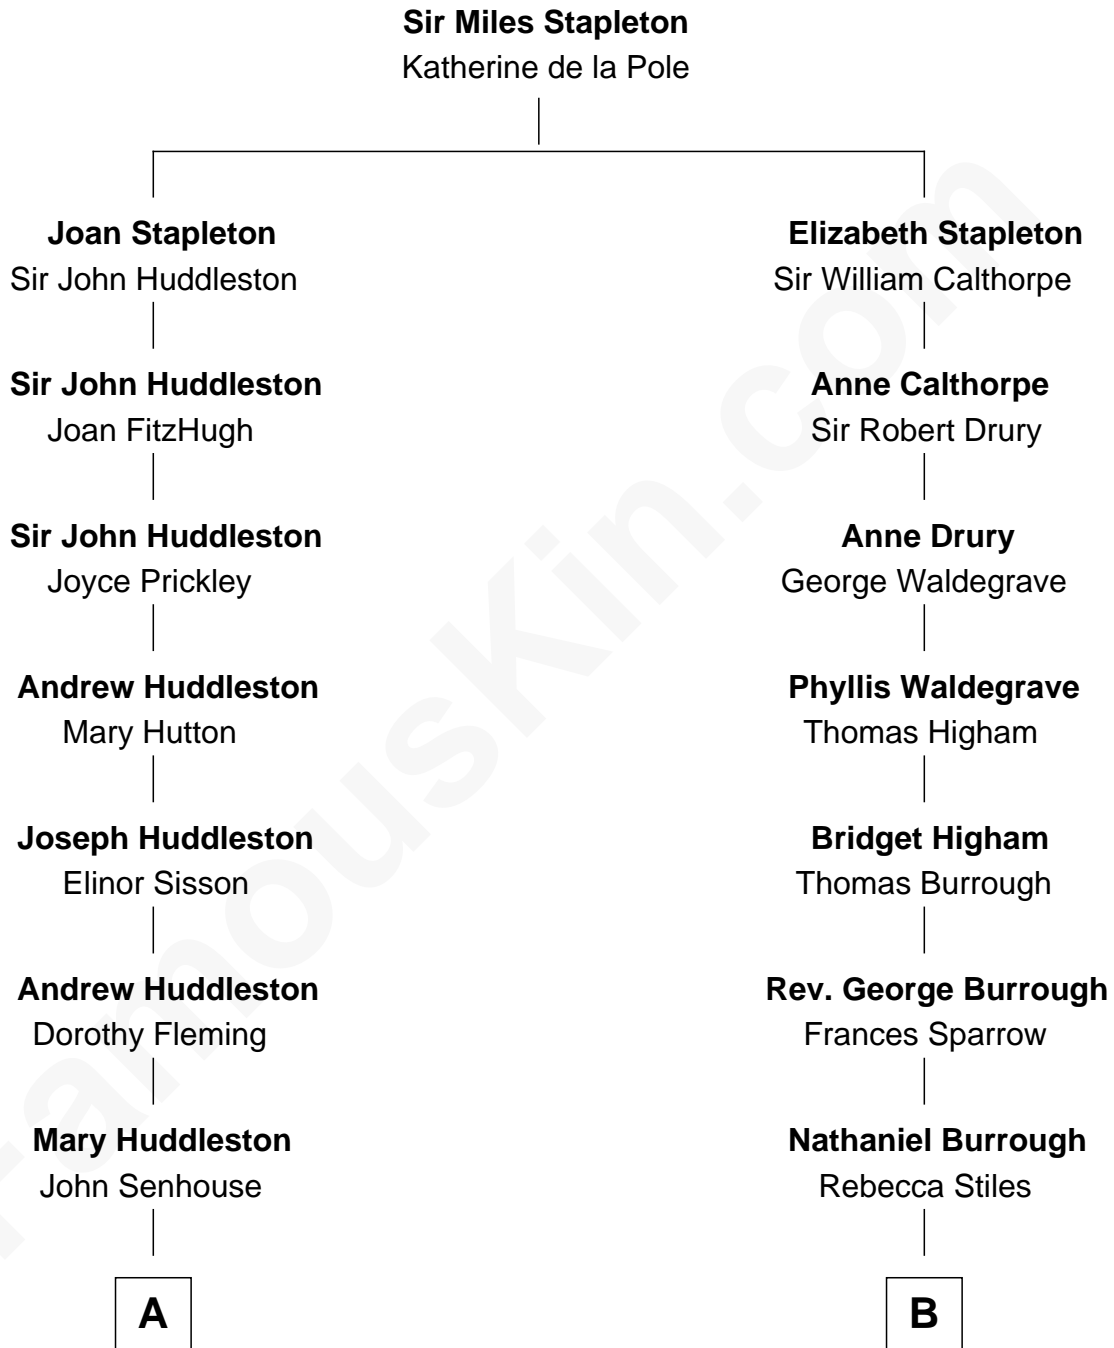 Sir Miles Stapleton
Katherine de la Pole
Joan Stapleton
Sir John Huddleston
Elizabeth Stapleton
Sir William Calthorpe
Sir John Huddleston
Joan FitzHugh
Anne Calthorpe
Sir Robert Drury
Sir John Huddleston
Joyce Prickley
Anne Drury
George Waldegrave
Andrew Huddleston
Mary Hutton
Phyllis Waldegrave
Thomas Higham
Joseph Huddleston
Elinor Sisson
Bridget Higham
Thomas Burrough
Andrew Huddleston
Dorothy Fleming
Rev. George Burrough
Frances Sparrow
Mary Huddleston
John Senhouse
Nathaniel Burrough
Rebecca Stiles
A
B
FamousKin.com